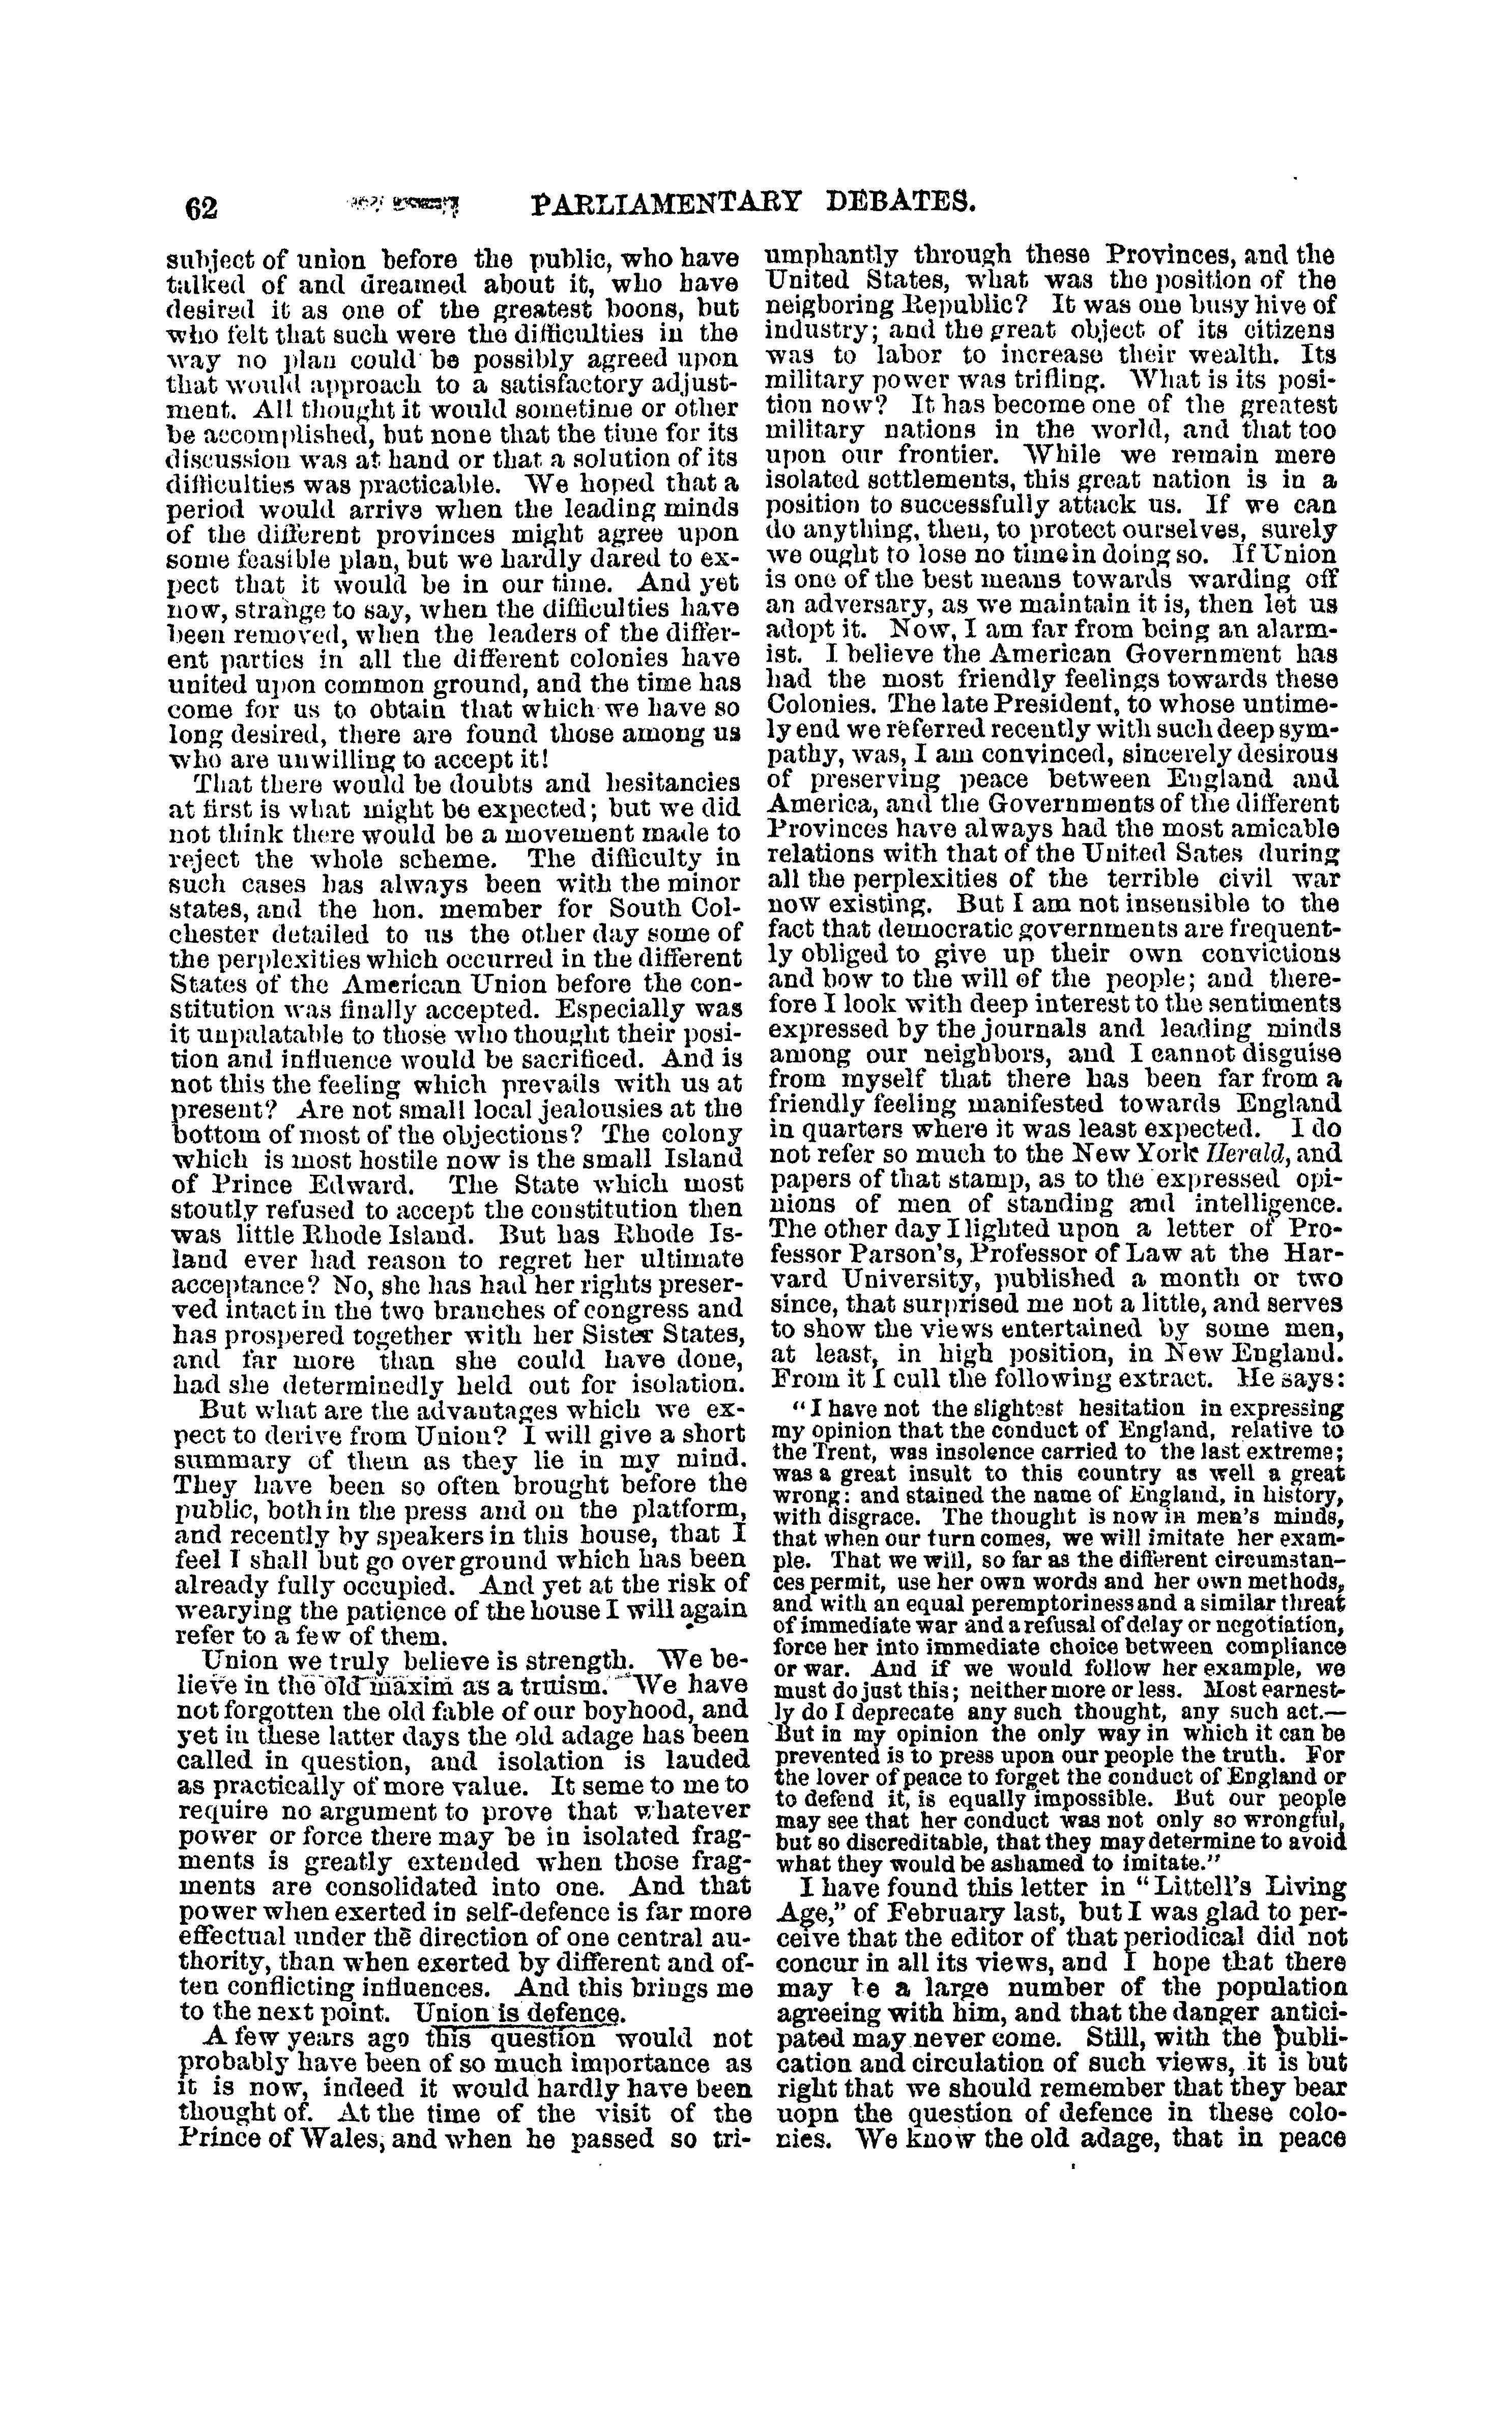 62 PARLIAMENTARY DEBATES.
subject of union before the public, who have
talked of and dreamed about it, who have
desired it as one of the greatest boons, but
who felt that such were the difficulties in the
way no plan could be possibly agreed upon
that would approach to a satisfactory adjust-
ment. All thought it would sometime or other
be accomplished, but none that the time for its
discussion was at hand or that a solution of its
difficulties was practicable. We hoped that a
period would arrive when the leading minds
of the different provinces might agree upon
some feasible plan, but we hardly dared to ex-
pect that it would be in our time. And yet
now, strange to say, when the difficulties have
been removed, when the leaders of the differ-
ent parties in all the different colonies have
united upon common ground, and the time has
come for us to obtain that which we have so
long desired, there are found those among us
who are unwilling to accept it!
That there would be doubts and hesitancies
at first is what might be expected; but we did
not think there would be a movement made to
reject the whole scheme. The difficulty in
such cases has always been with the minor
states, and the hon. member for South Col-
chester detailed to us the other day some of
the perplexities which occurred in the different
States of the American Union before the con-
stitution was finally accepted. Especially was
it unpalatable to those who thought their posi-
tion and influence would be sacrificed. And is
not this the feeling which prevails with us at
present? Are not small local jealousies at the
bottom of most of the objections? The colony
which is most hostile now is the small Island
of Prince Edward. The State which most
stoutly refused to accept the constitution then
was little Rhode Island. But has Rhode Is-
land ever had reason to regret her ultimate
acceptance? No, she has had her rights preser-
ved intact in the two branches of congress and
has prospered together with her Sister States,
and far more than she could have done,
had she determinedly held out for isolation.
But what are the advantages which we ex-
pect to derive from Union? I will give a short
summary of them as they lie in my mind.
They have been so often brought before the
public, both in the press and on the platform,
and recently by speakers in this house, that I
feel I shall but go over ground which has been
already fully occupied. And yet at the risk of
wearying the patience of the house I will again
refer to a few of them.
Union we truly believe is strength. We be-
lieve in the old maxim as a truism. We have
not forgotten the old fable of our boyhood, and
yet in these latter days the old adage has been
called in question, and isolation is lauded
as practically of more value. It seme to me to
require no argument to prove that whatever
power or force there may be in isolated frag-
ments is greatly extended when those frag-
ments are consolidated into one. And that
power when exerted in self-defence is far more
effectual under the direction of one central au-
thority, than when exerted by different and of-
ten conflicting influences. And this brings me
to the next point. Union is defence.
A few years ago this question would not
probably have been of so much importance as
it is now, indeed it would hardly have been
thought of. At the time of the visit of the
Prince of Wales, and when he passed so tri-
umphantly through these Provinces, and the
United States, what was the position of the
neigboring Republic? It was one busy hive of
industry; and the great object of its citizens
was to labor to increase their wealth. Its
military power was trifling. What is its posi-
tion now? It has become one of the greatest
military nations in the world, and that too
upon our frontier. While we remain mere
isolated settlements, this great nation is in a
position to successfully attack us. If we can
do anything, then, to protect ourselves, surely
we ought to lose no time in doing so. If Union
is one of the best means towards warding off
an adversary, as we maintain it is, then let us
adopt it. Now, I am far from being an alarm-
ist. I believe the American Government has
had the most friendly feelings towards these
Colonies. The late President, to whose untime-
ly end we referred recently with such deep sym-
pathy, was, I am convinced, sincerely desirous
of preserving peace between England and
America, and the Governments of the different
Provinces have always had the most amicable
relations with that of the United Sates during
all the perplexities of the terrible civil war
now existing. But I am not insensible to the
fact that democratic governments are frequent-
ly obliged to give up their own convictions
and bow to the will of the people; and there-
fore I look with deep interest to the sentiments
expressed by the journals and leading minds
among our neighbors, and I cannot disguise
from myself that there has been far from a
friendly feeling manifested towards England
in quarters where it was least expected. I do
not refer so much to the New York Herald, and
papers of that stamp, as to the expressed opi-
nions of men of standing and intelligence.
The other day I lighted upon a letter of Pro-
fessor Parson's, Professor of Law at the Har-
vard University, published a month or two
since, that surprised me not a little, and serves
to show the views entertained by some men,
at least, in high position, in New England.
From it I cull the following extract. He says:
"I have not the slightest hesitation in expressing
my opinion that the conduct of England, relative to
the Trent, was insolence carried to the last extreme;
was a great insult to this country as well a great
wrong: and stained the name of England, in history,
with disgrace. The thought is now in men's minds,
that when our turn comes, we will imitate her exam-
ple. That we will, so far as the different circumstan-
ces permit, use her own words and her own methods,
and with an equal peremptoriness and a similar threat
of immediate war and a refusal of delay or negotiation,
force her into immediate choice between compliance
or war. And if we would follow her example, we
must do just this; neither more or less. Most earnest-
ly do I deprecate any such thought, any such act.—
But in my opinion the only way in which it can be
prevented is to press upon our people the truth. For
the lover of peace to forget the conduct of England or
to defend it, is equally impossible. But our people
may see that her conduct was not only so wrongful,
but so discreditable, that they may determine to avoid
what they would be ashamed to imitate."
I have found this letter in "Littell's Living
Age," of February last, but I was glad to per-
ceive that the editor of that periodical did not
concur in all its views, and I hope that there
may be a large number of the population
agreeing with him, and that the danger antici-
pated may never come. Still, with the publi-
cation and circulation of such views, it is but
right that we should remember that they bear
uopn the question of defence in these colo-
nies. We know the old adage, that in peace